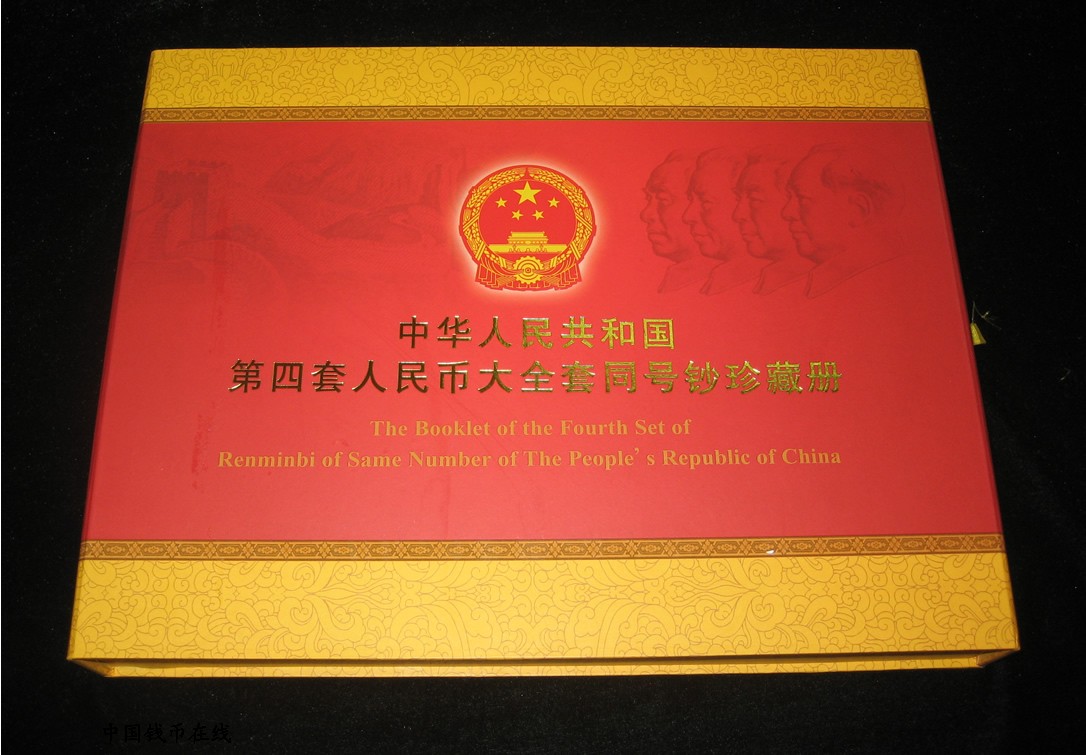 中华人民共和国
第四套人民币大全套同号钞珍藏册
The Booklet of the Fourth Set of
Renminbi of Same Number of The People’s Republic of China
中国钱币在线